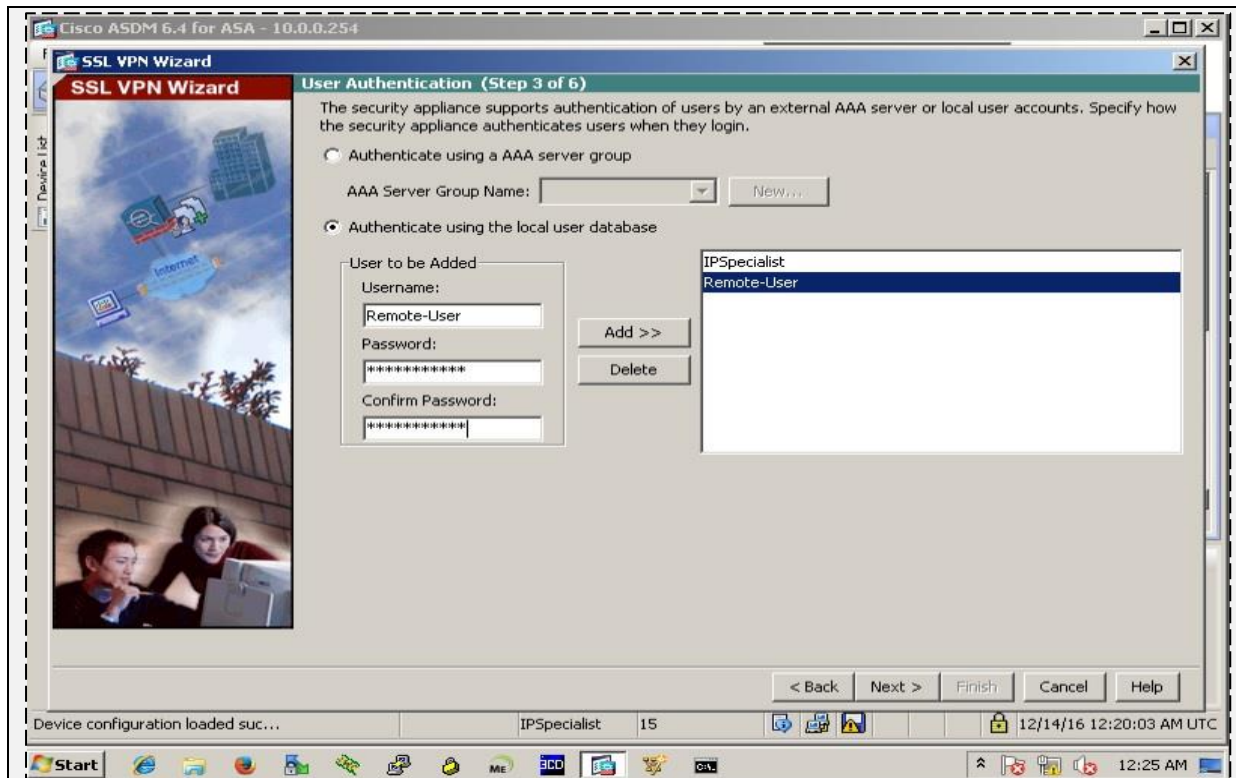 Cisco ASDM 6.4 for ASA - 10.0.0.254
SSL VPN Wizard
SSL VPN Wizard
User Authentication (Step 3 of 6)
The security appliance supports authentication of users by an external AAA server or local user accounts. Specify how
the security appliance authenticates users when they login.
Device List
Authenticate using a AAA server group
AAA Server Group Name:
New...
Authenticate using the local user database
User to be Added
Username:
Remote-User
Password:
***********
Confirm Password:
***********
Add >>
Delete
IPSpecialist
Remote-User
Internet
< Back
Next >
Finish
Cancel
Help
Device configuration loaded suc...
IPSpecialist
15
12/14/16 12:20:03 AM UTC
Start
ME
BCD
C:\.
12:25 AM